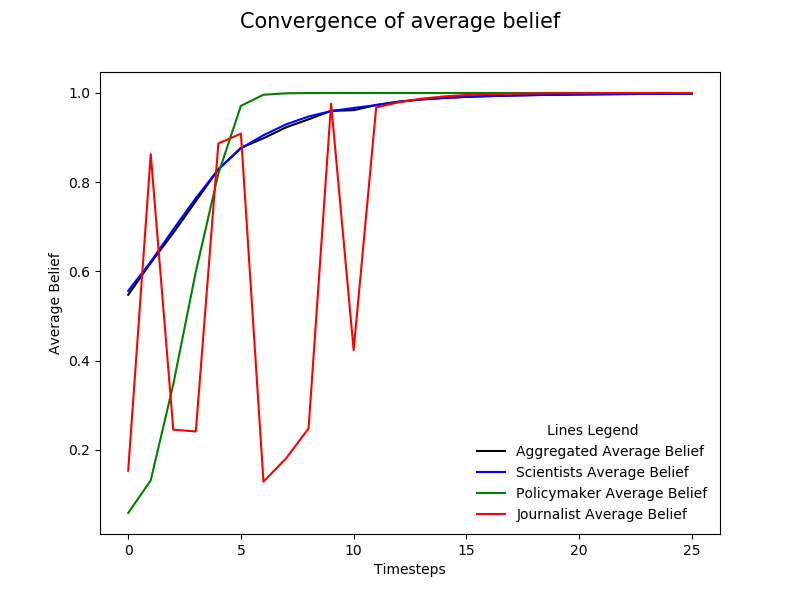 Convergence of average belief
1.0
0.8
0.6
0.4
0.2
Average Belief
Lines Legend
Aggregated Average Belief
Scientists Average Belief
Policymaker Average Belief
Journalist Average Belief
0 5 10 15 20 25
Timesteps